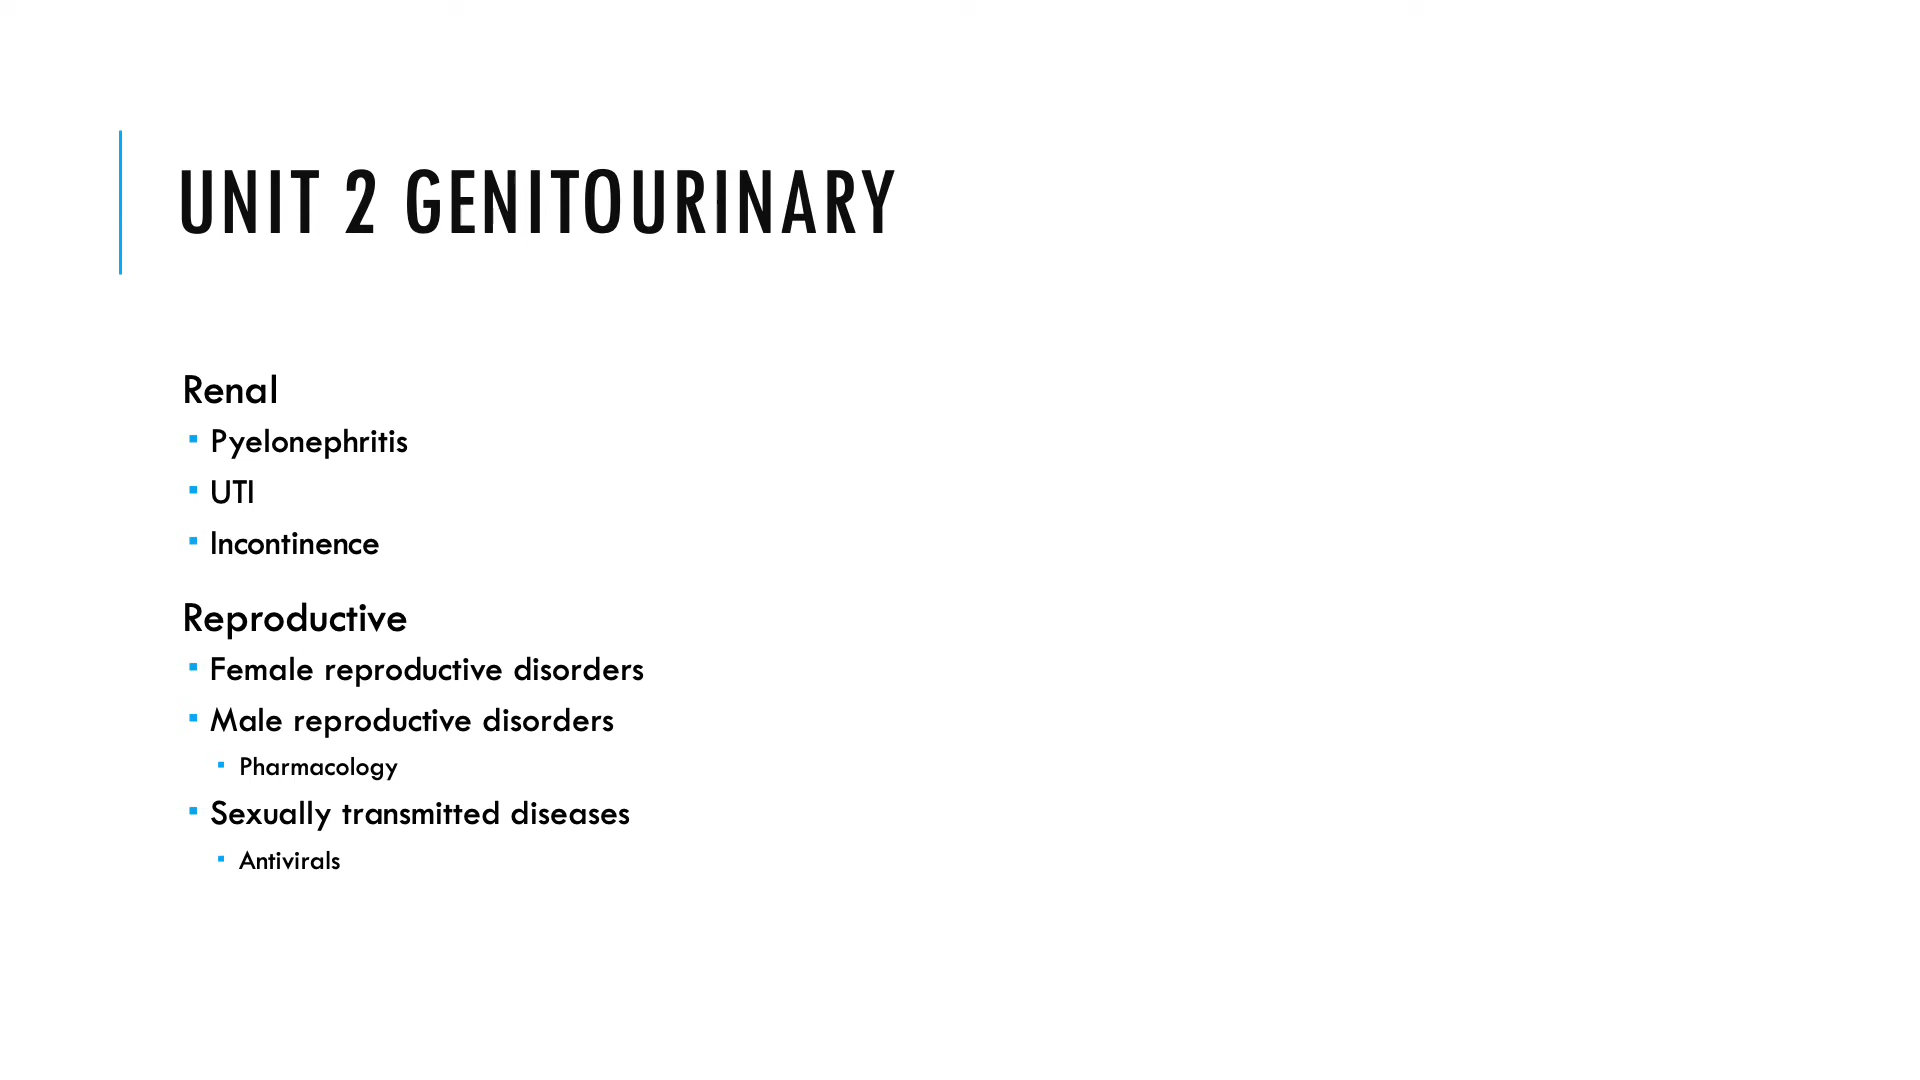 UNIT 2 GENITOURINARY
Renal
▪ Pyelonephritis
▪ UTI
▪ Incontinence
Reproductive
▪ Female reproductive disorders
▪ Male reproductive disorders
▪ Pharmacology
▪ Sexually transmitted diseases
▪ Antivirals